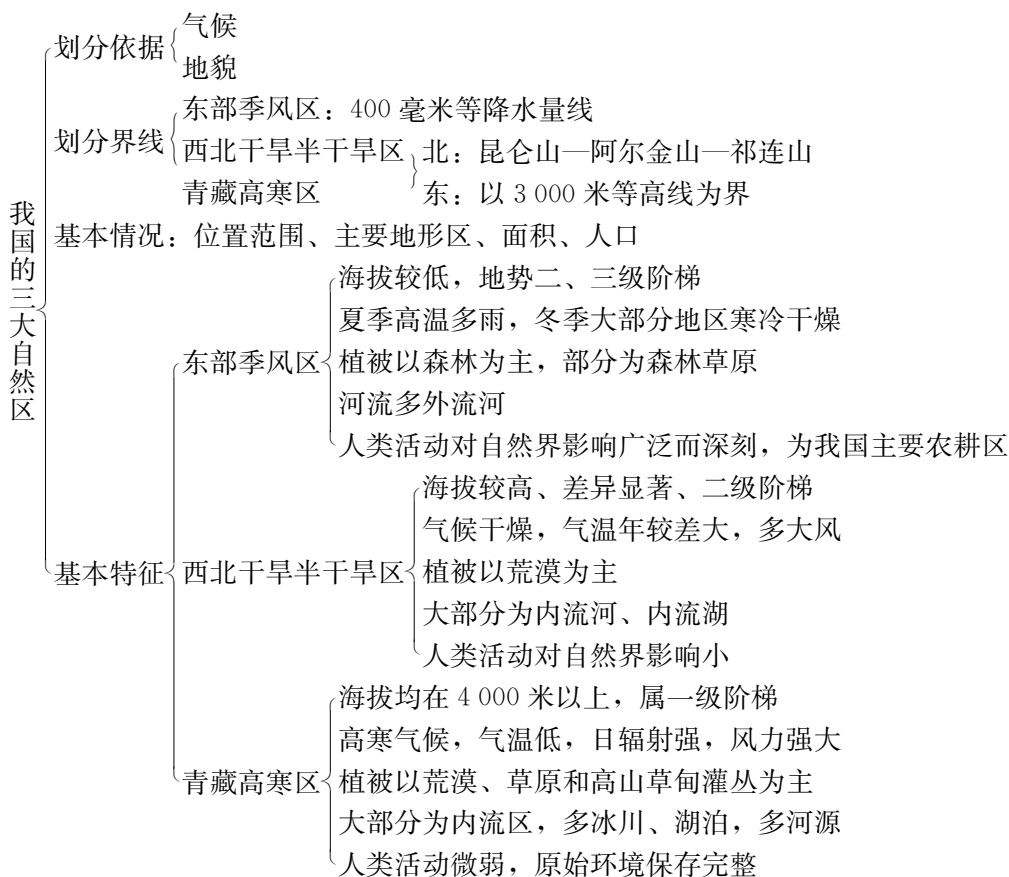 我国的三大自然区
划分依据
气候
地貌
划分界线
东部季风区：400 毫米等降水量线
西北干旱半干旱区
青藏高寒区
北：昆仑山—阿尔金山—祁连山
东：以 3 000 米等高线为界
基本情况：位置范围、主要地形区、面积、人口
基本特征
东部季风区
海拔较低，地势二、三级阶梯
夏季高温多雨，冬季大部分地区寒冷干燥
植被以森林为主，部分为森林草原
河流多外流河
人类活动对自然界影响广泛而深刻，为我国主要农耕区
西北干旱半干旱区
海拔较高、差异显著、二级阶梯
气候干燥，气温年较差大，多大风
植被以荒漠为主
大部分为内流河、内流湖
人类活动对自然界影响小
青藏高寒区
海拔均在 4 000 米以上，属一级阶梯
高寒气候，气温低，日辐射强，风力强大
植被以荒漠、草原和高山草甸灌丛为主
大部分为内流区，多冰川、湖泊，多河源
人类活动微弱，原始环境保存完整